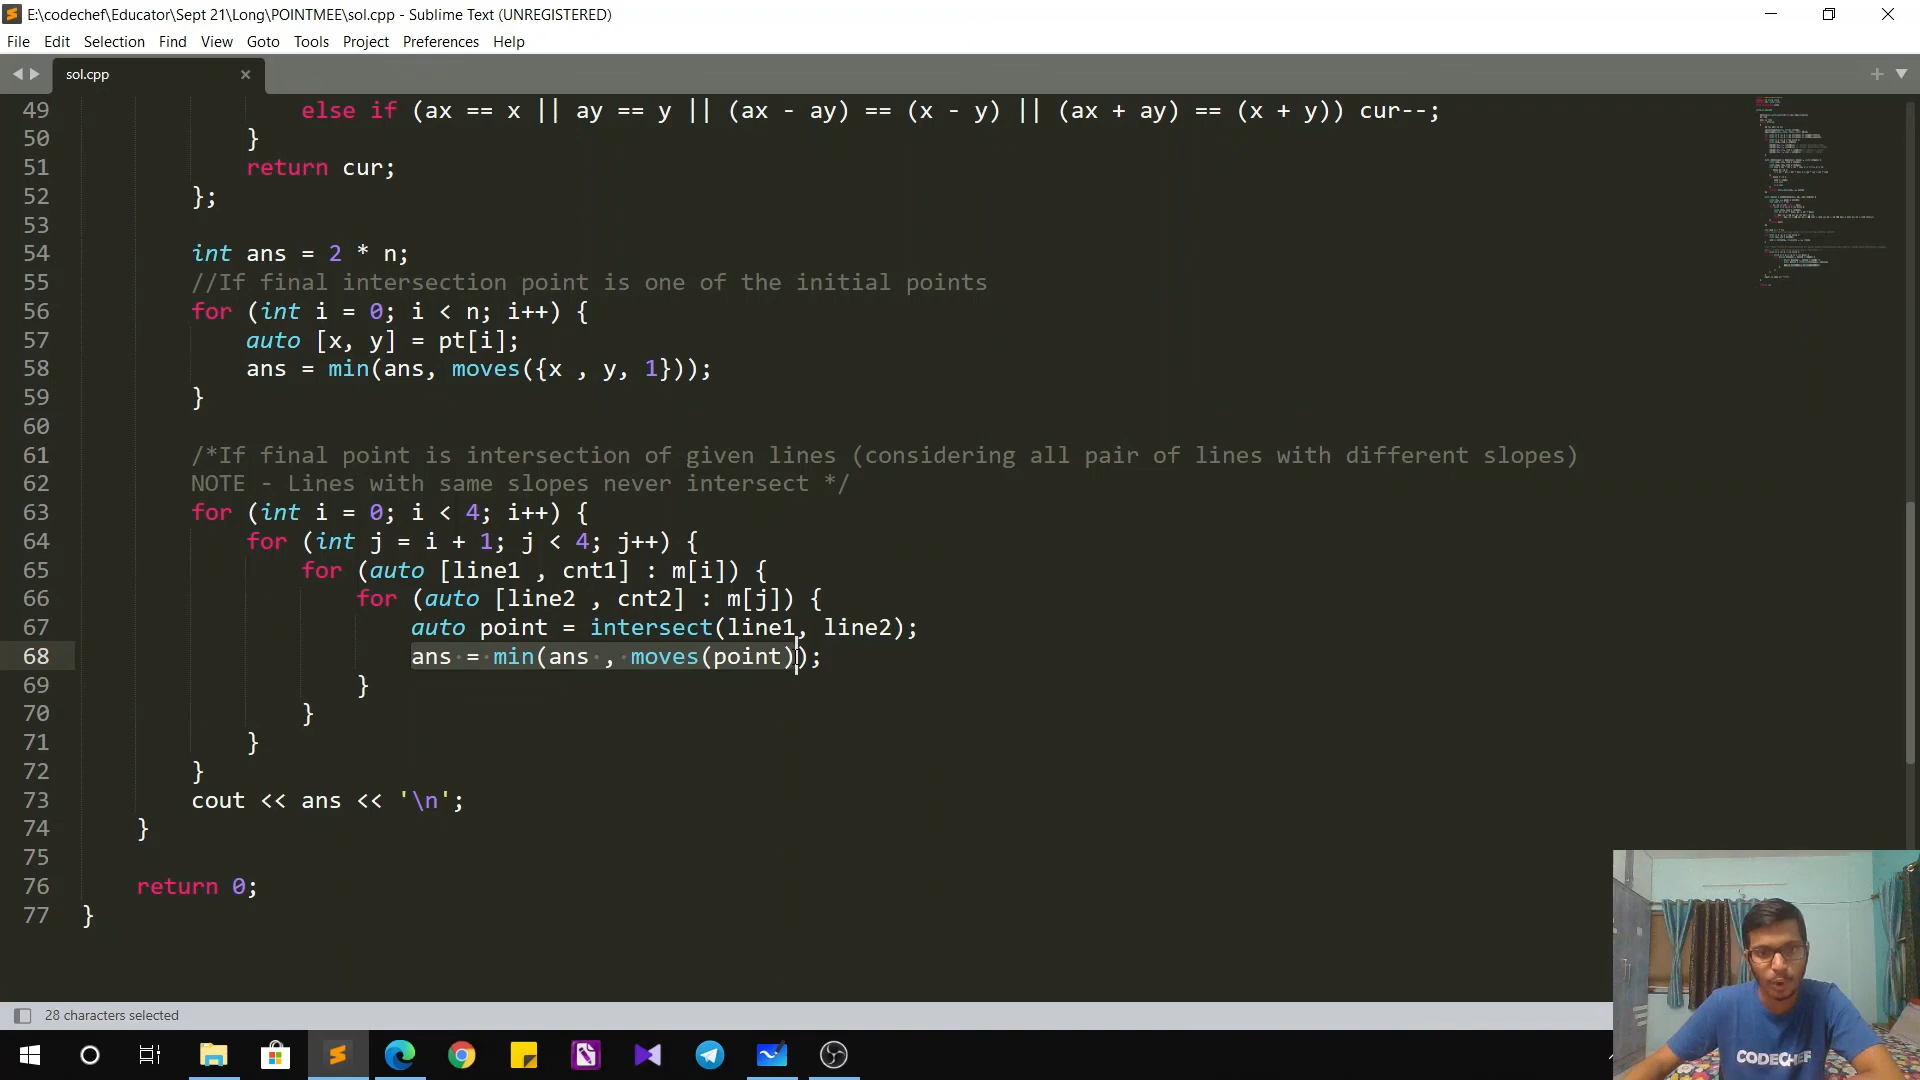 E:\codechef\Educator\Sept 21\Long\POINTMEE\sol.cpp - Sublime Text (UNREGISTERED)
File Edit Selection Find View Goto Tools Project Preferences Help
sol.cpp
49 else if (ax == x || ay == y || (ax - ay) == (x - y) || (ax + ay) == (x + y)) cur--;
50 }
51 return cur;
52 };
53
54 int ans = 2 * n;
55 //If final intersection point is one of the initial points
56 for (int i = 0; i < n; i++) {
57 auto [x, y] = pt[i];
58 ans = min(ans, moves({x , y, 1}));
59 }
60
61 /*If final point is intersection of given lines (considering all pair of lines with different slopes)
62 NOTE - Lines with same slopes never intersect */
63 for (int i = 0; i < 4; i++) {
64 for (int j = i + 1; j < 4; j++) {
65 for (auto [line1 , cnt1] : m[i]) {
66 for (auto [line2 , cnt2] : m[j]) {
67 auto point = intersect(line1, line2);
68 ans = min(ans , moves(point));
69 }
70 }
71 }
72 }
73 cout << ans << '\n';
74 }
75
76 return 0;
77 }
28 characters selected
CODECHEF